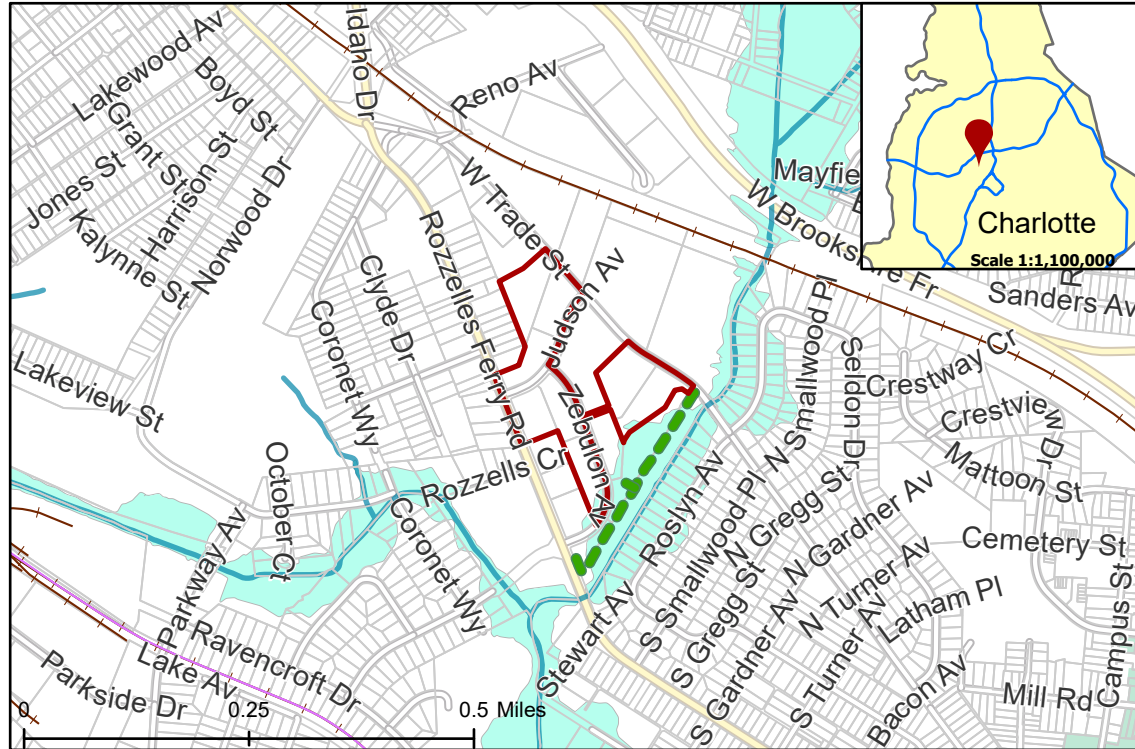 Lakewood Av
Idaho Dr
Reno Av
Boyd St
Grant St
Harrison St
Jones St
Kalynne St
Norwood Dr
W Trade St
Mayfie
W Brookshire Fr
Charlotte
Scale 1:1,100,000
Sanders Av
Rozzelles Ferry Rd
Judson Av
Clyde Dr
Coronet Wy
Lakeview St
Zebulon Av
N Smallwood Pl
Seldon Dr
Crestway Cr
Crestview Dr
Mattoon St
Rozzells Cr
October Ct
Coronet Wy
Roslyn Av
S Smallwood Pl
N Gregg St
S Gregg St
N Gardner Av
S Gardner Av
N Turner Av
S Turner Av
Latham Pl
Cemetery St
Campus St
Parkway Av
Ravencroft Dr
Lake Av
Parkside Dr
Stewart Av
Bacon Av
Mill Rd
0
0.25
0.5 Miles